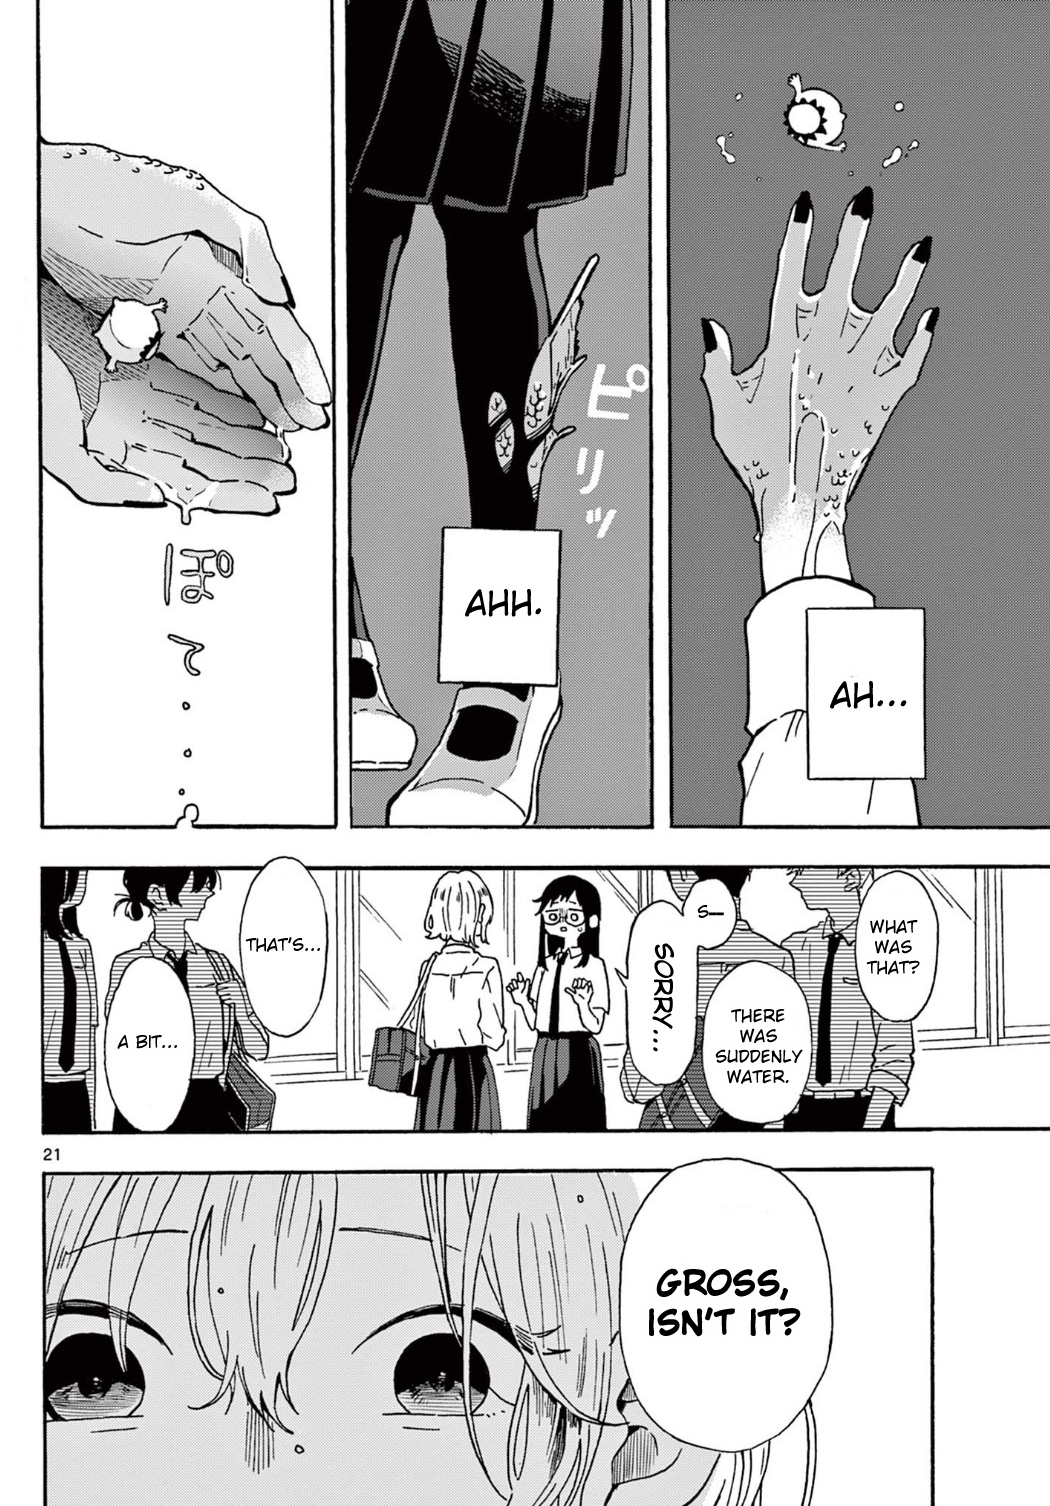 AH...
ピリッ
AHH.
ぽて....
WHAT
WAS
THAT?
THERE
WAS
SUDDENLY
WATER.
S—
SORRY...
THAT'S...
A BIT...
21
GROSS,
ISN'T IT?